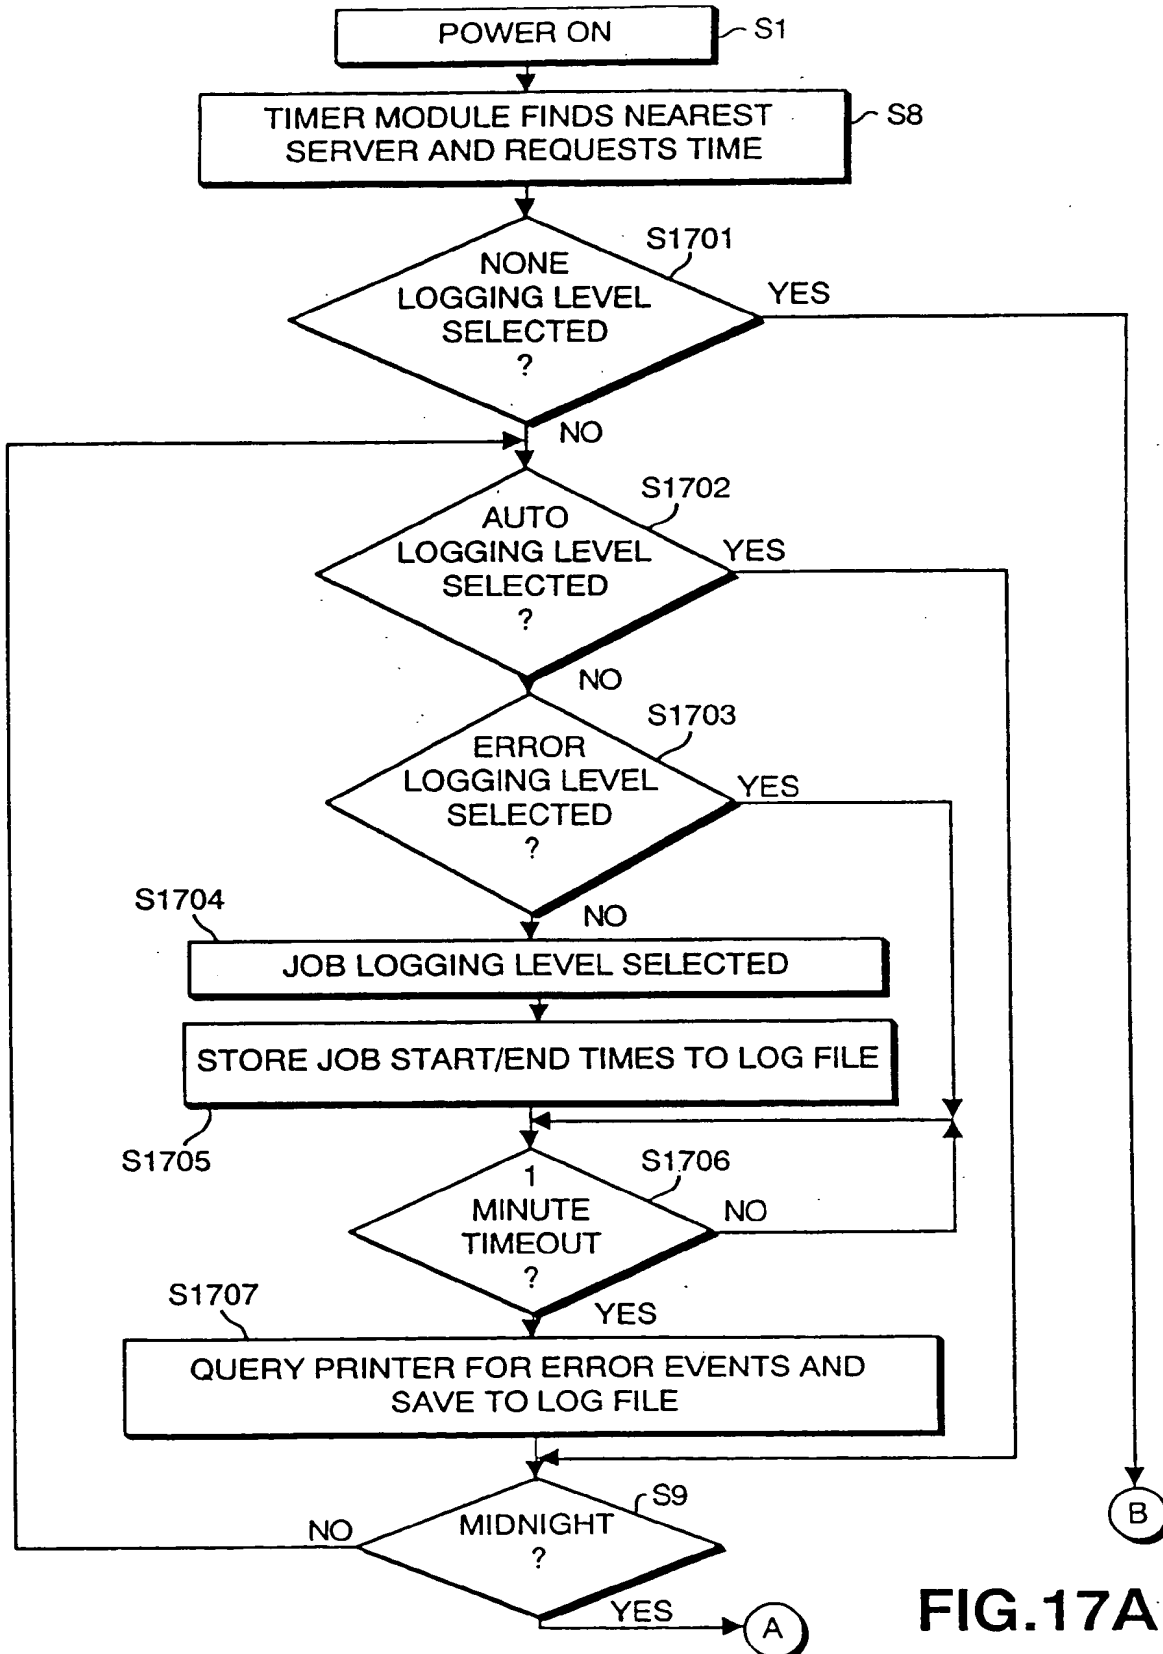 POWER ON
S1
TIMER MODULE FINDS NEAREST
SERVER AND REQUESTS TIME
S8
S1701
NONE
LOGGING LEVEL
SELECTED
?
YES
NO
S1702
AUTO
LOGGING LEVEL
SELECTED
?
YES
NO
S1703
ERROR
LOGGING LEVEL
SELECTED
?
YES
NO
S1704
JOB LOGGING LEVEL SELECTED
STORE JOB START/END TIMES TO LOG FILE
S1705
S1706
1
MINUTE
TIMEOUT
?
NO
YES
S1707
QUERY PRINTER FOR ERROR EVENTS AND
SAVE TO LOG FILE
S9
MIDNIGHT
?
NO
YES
A
B
FIG.17A